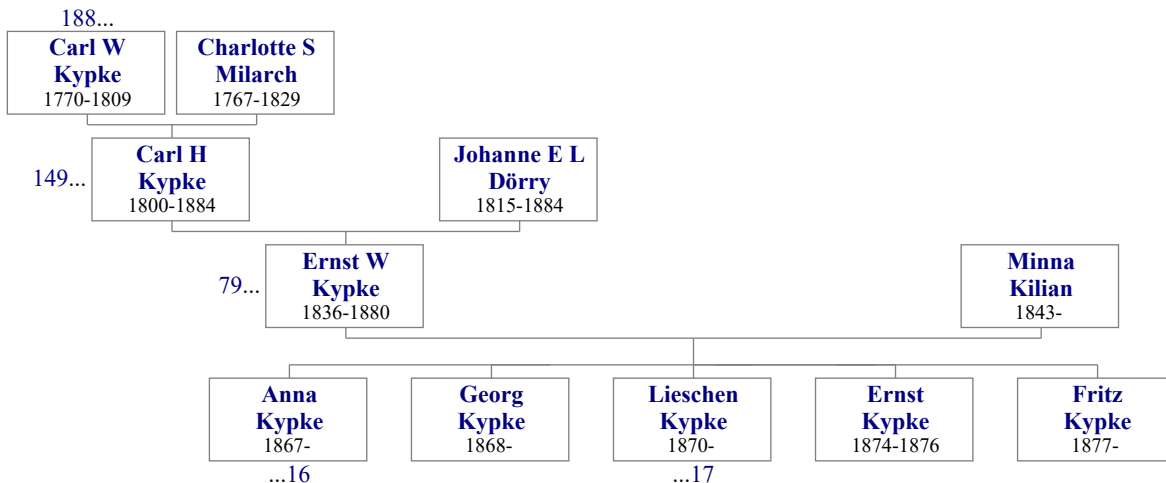 188...
Carl W
Kypke
1770-1809
Charlotte S
Milarch
1767-1829
149...
Carl H
Kypke
1800-1884
Johanne E L
Dörry
1815-1884
79...
Ernst W
Kypke
1836-1880
Minna
Kilian
1843-
Anna
Kypke
1867-
...16
Georg
Kypke
1868-
Lieschen
Kypke
1870-
...17
Ernst
Kypke
1874-1876
Fritz
Kypke
1877-